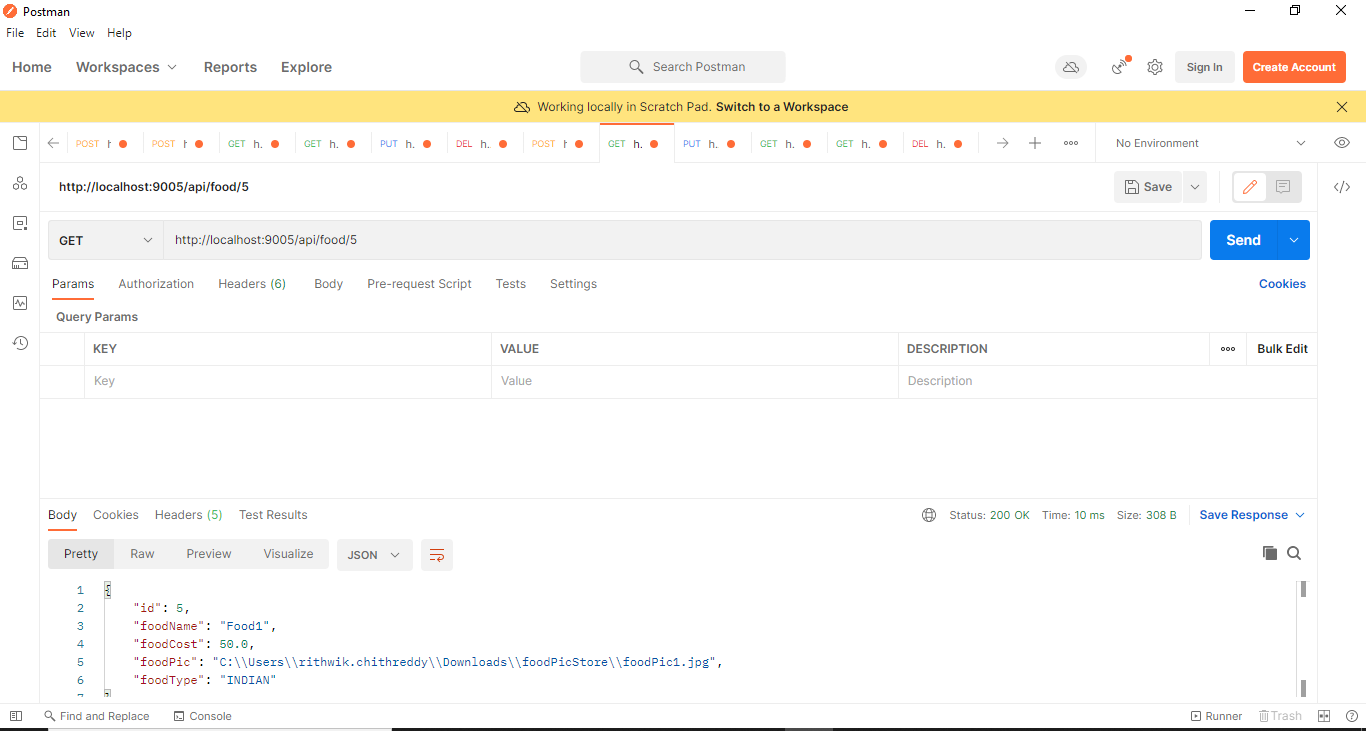 Postman
File Edit View Help
Home Workspaces Reports Explore Search Postman Sign In Create Account
Working locally in Scratch Pad. Switch to a Workspace
POST h POST h GET h. GET h. PUT h. DEL h. POST h GET h. PUT h. GET h. GET h. DEL h. No Environment
http://localhost:9005/api/food/5 Save
GET http://localhost:9005/api/food/5 Send
Params Authorization Headers (6) Body Pre-request Script Tests Settings Cookies
Query Params
KEY VALUE DESCRIPTION Bulk Edit
Key Value Description
Body Cookies Headers (5) Test Results Status: 200 OK Time: 10 ms Size: 308 B Save Response
Pretty Raw Preview Visualize JSON
1 {
2 "id": 5,
3 "foodName": "Food1",
4 "foodCost": 50.0,
5 "foodPic": "C:\\Users\\rithwik.chithreddy\\Downloads\\foodPicStore\\foodPic1.jpg",
6 "foodType": "INDIAN"
7 }
Find and Replace Console Runner Trash